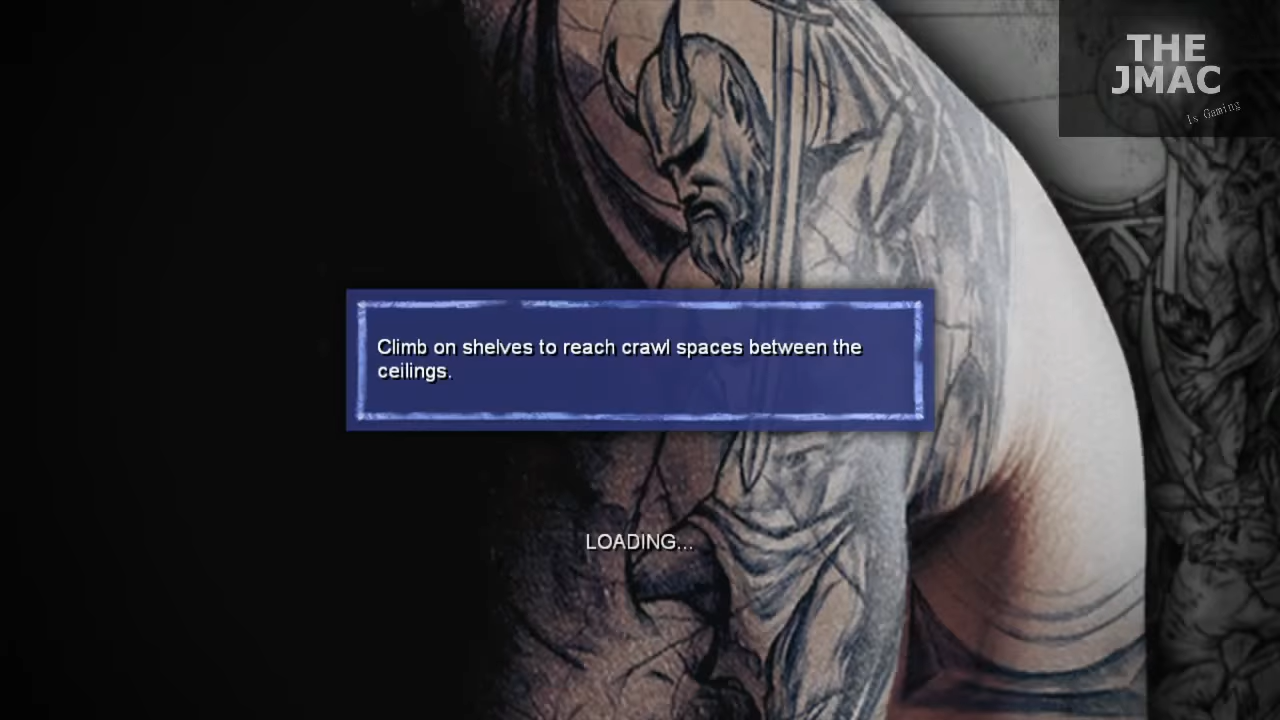 THE
JMAC
Is Gaming
Climb on shelves to reach crawl spaces between the
ceilings.
LOADING...